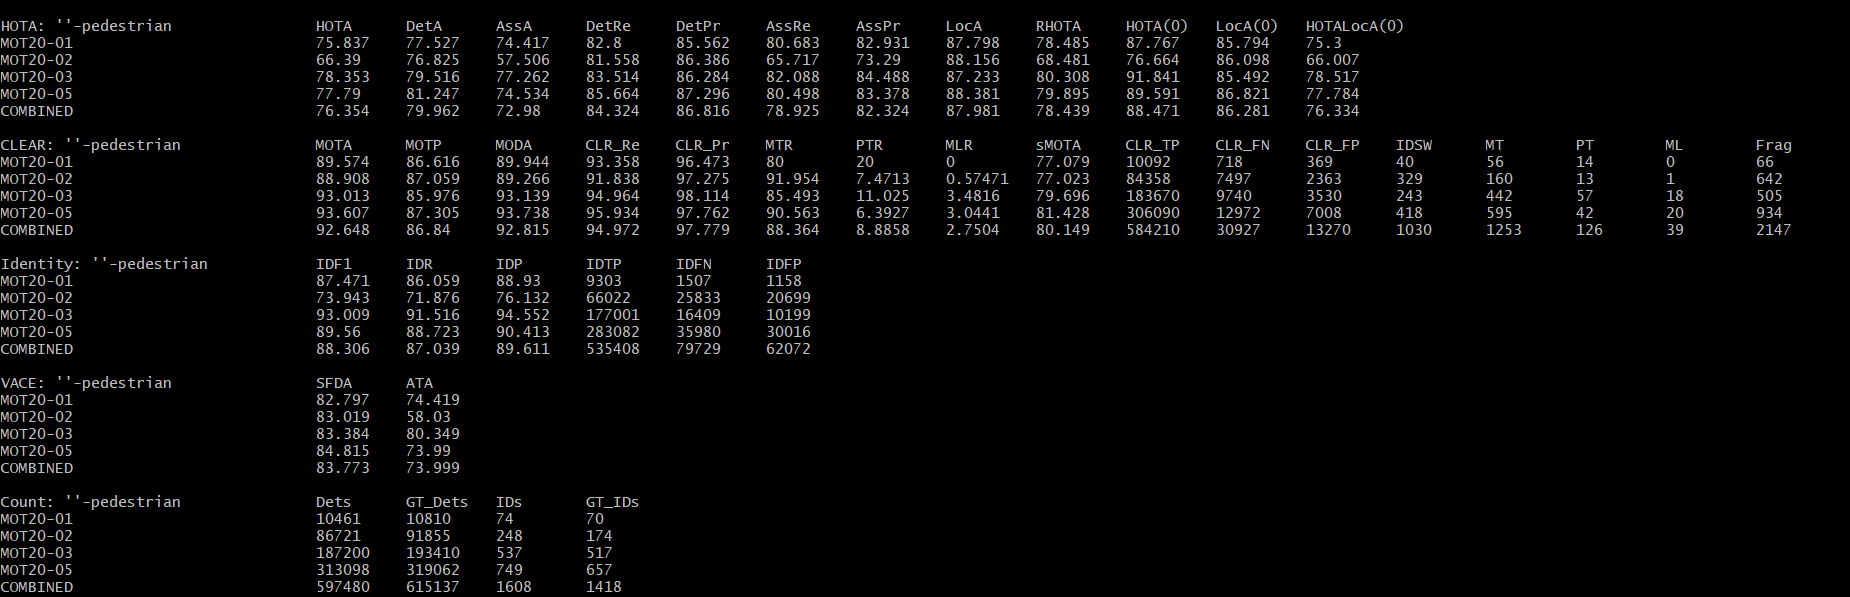 HOTA: ''-pedestrian HOTA DetA AssA DetRe DetPr AssRe AssPr LocA RHOTA HOTA(0) LocA(0) HOTALocA(0)
MOT20-01 75.837 77.527 74.417 82.8 85.562 80.683 82.931 87.798 78.485 87.767 85.794 75.3
MOT20-02 66.39 76.825 57.506 81.558 86.386 65.717 73.29 88.156 68.481 76.664 86.098 66.007
MOT20-03 78.353 79.516 77.262 83.514 86.284 82.088 84.488 87.233 80.308 91.841 85.492 78.517
MOT20-05 77.79 81.247 74.534 85.664 87.296 80.498 83.378 88.381 79.895 89.591 86.821 77.784
COMBINED 76.354 79.962 72.98 84.324 86.816 78.925 82.324 87.981 78.439 88.471 86.281 76.334
CLEAR: ''-pedestrian MOTA MOTP MODA CLR_Re CLR_Pr MTR PTR MLR sMOTA CLR_TP CLR_FN CLR_FP IDSW MT PT ML Frag
MOT20-01 89.574 86.616 89.944 93.358 96.473 80 20 0 77.079 10092 718 369 40 56 14 0 66
MOT20-02 88.908 87.059 89.266 91.838 97.275 91.954 7.4713 0.57471 77.023 84358 7497 2363 329 160 13 1 642
MOT20-03 93.013 85.976 93.139 94.964 98.114 85.493 11.025 3.4816 79.696 183670 9740 3530 243 442 57 18 505
MOT20-05 93.607 87.305 93.738 95.934 97.762 90.563 6.3927 3.0441 81.428 306090 12972 7008 418 595 42 20 934
COMBINED 92.648 86.84 92.815 94.972 97.779 88.364 8.8858 2.7504 80.149 584210 30927 13270 1030 1253 126 39 2147
Identity: ''-pedestrian IDF1 IDR IDP IDTP IDFN IDFP
MOT20-01 87.471 86.059 88.93 9303 1507 1158
MOT20-02 73.943 71.876 76.132 66022 25833 20699
MOT20-03 93.009 91.516 94.552 177001 16409 10199
MOT20-05 89.56 88.723 90.413 283082 35980 30016
COMBINED 88.306 87.039 89.611 535408 79729 62072
VACE: ''-pedestrian SFDA ATA
MOT20-01 82.797 74.419
MOT20-02 83.019 58.03
MOT20-03 83.384 80.349
MOT20-05 84.815 73.99
COMBINED 83.773 73.999
Count: ''-pedestrian Dets GT_Dets IDs GT_IDs
MOT20-01 10461 10810 74 70
MOT20-02 86721 91855 248 174
MOT20-03 187200 193410 537 517
MOT20-05 313098 319062 749 657
COMBINED 597480 615137 1608 1418